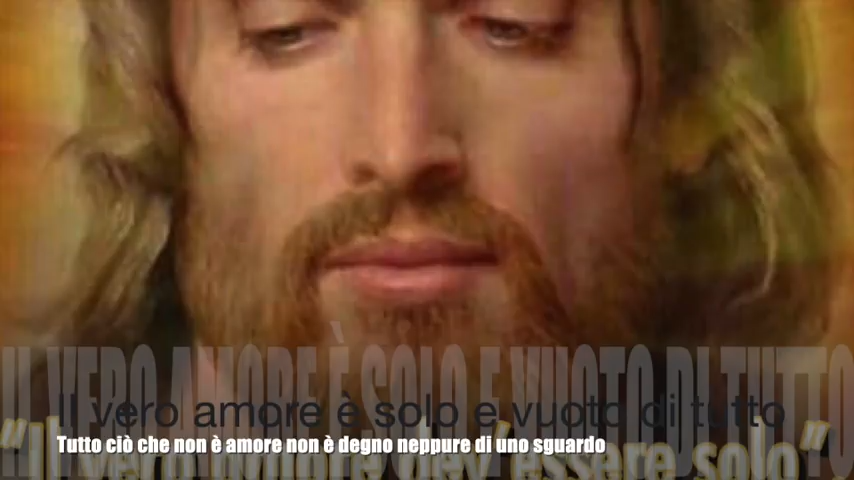 IL VERO AMORE È SOLO E VUOTO DI TUTTO
Il vero amore è solo e vuoto di tutto
Tutto ciò che non è amore non è degno neppure di uno sguardo
“Il vero amore dev’essere solo”